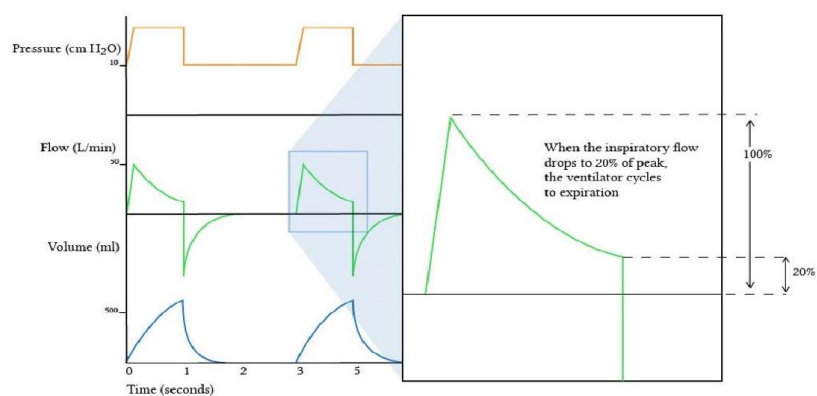 Pressure (cm H2O)
10
Flow (L/min)
50
Volume (ml)
500
0 1 2 3 5
Time (seconds)
When the inspiratory flow
drops to 20% of peak,
the ventilator cycles
to expiration
100%
20%